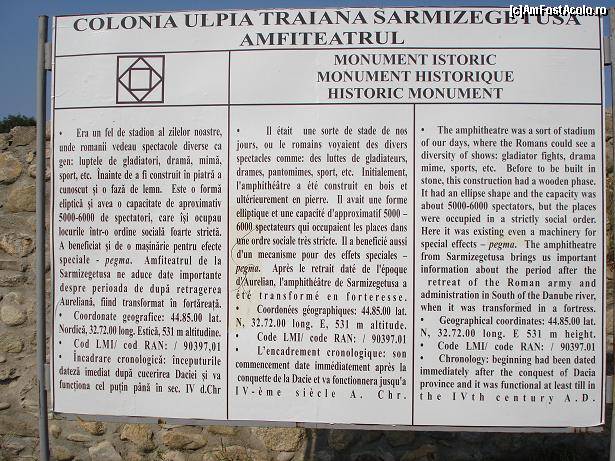 (c)AmFostAcolo.ro
COLONIA ULPIA TRAIANA SARMIZEGETUSA
AMFITEATRUL
MONUMENT ISTORIC
MONUMENT HISTORIQUE
HISTORIC MONUMENT
• Era un fel de stadion al zilelor noastre,
unde romanii vedeau spectacole diverse ca
gen: luptele de gladiatori, dramă, mimă,
sport, etc. Înainte de a fi construit în piatră a
cunoscut și o fază de lemn. Este o formă
eliptică și avea o capacitate de aproximativ
5000-6000 de spectatori, care își ocupau
locurile într-o ordine socială foarte strictă.
A beneficiat și de o mașinărie pentru efecte
speciale - pegma. Amfiteatrul de la
Sarmizegetusa ne aduce date importante
despre perioada de după retragerea
Aureliană, fiind transformat în fortăreață.
• Coordonate geografice: 44.85.00 lat.
Nordică, 32.72.00 long. Estică, 531 m altitudine.
• Cod LMI/ cod RAN: / 90397.01
• Încadrare cronologică: începuturile
datează imediat după cucerirea Daciei și va
funcționa cel puțin până în sec. IV d.Chr
• Il était une sorte de stade de nos
jours, ou le romains voyaient des divers
spectacles comme: des luttes de gladiateurs,
drames, pantomimes, sport, etc. Initialement,
l'amphithéâtre a été construit en bois et
ultérieurement en pierre. Il avait une forme
elliptique et une capacité d'approximatif 5000 –
6000 spectateurs qui occupaient les places dans
une ordre sociale très stricte. Il a beneficié aussi
d'un mecanisme pour des effets speciales –
pegma. Après le retrait daté de l'époque
d'Aurelian, l'amphithéâtre de Sarmizegetusa a
été transformé en forteresse.
• Coordonées géographiques: 44.85.00 lat.
N, 32.72.00 long. E, 531 m altitude.
• Cod LMI/ cod RAN: / 90397.01
• L'encadrement cronologique: son
commencement date immédiatement après la
conquette de la Dacie et va fonctionnera jusqu'a
IV-éme siècle A. Chr.
• The amphitheatre was a sort of stadium
of our days, where the Romans could see a
diversity of shows: gladiator fights, drama
mime, sports, etc. Before to be built in
stone, this construction had a wooden phase.
It had an ellipse shape and the capacity was
about 5000-6000 spectators, but the places
were occupied in a strictly social order.
Here it was existing even a machinery for
special effects – pegma. The amphitheatre
from Sarmizegetusa brings us important
information about the period after the
retreat of the Roman army and
administration in South of the Danube river,
when it was transformed in a fortress.
• Geographical coordinates: 44.85.00 lat.
N, 32.72.00 long. E, 531 m height.
• Code LMI/ code RAN: / 90397.01
• Chronology: beginning had been dated
immediately after the conquest of Dacia
province and it was functional at least till in
the IVth century A.D.